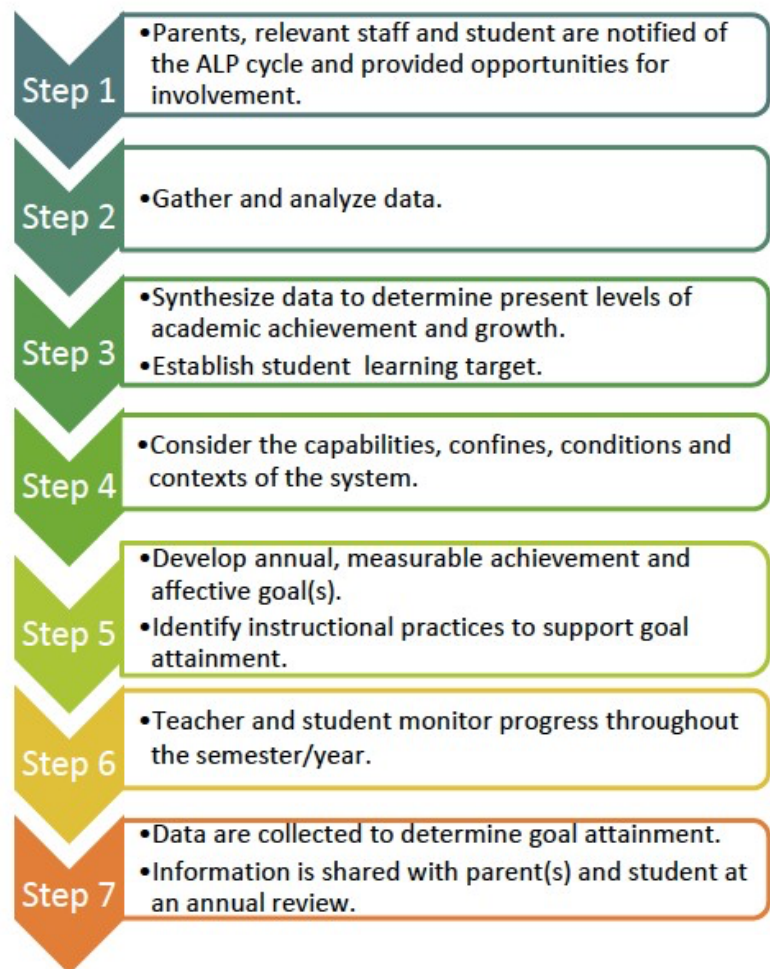 Step 1
•Parents, relevant staff and student are notified of
the ALP cycle and provided opportunities for
involvement.
Step 2
•Gather and analyze data.
Step 3
•Synthesize data to determine present levels of
academic achievement and growth.
•Establish student learning target.
Step 4
•Consider the capabilities, confines, conditions and
contexts of the system.
Step 5
•Develop annual, measurable achievement and
affective goal(s).
•Identify instructional practices to support goal
attainment.
Step 6
•Teacher and student monitor progress throughout
the semester/year.
Step 7
•Data are collected to determine goal attainment.
•Information is shared with parent(s) and student at
an annual review.